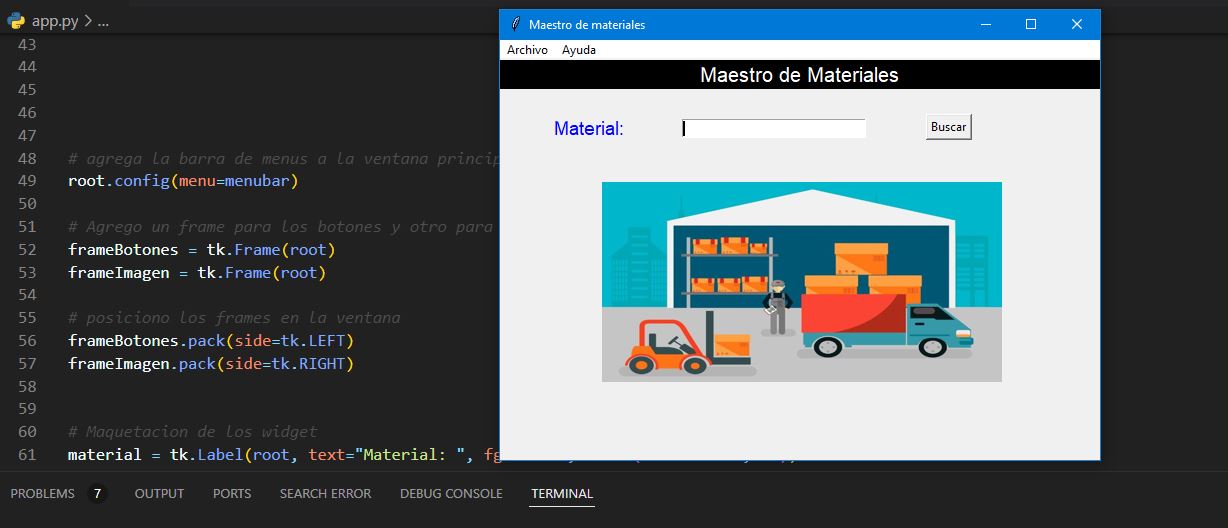 app.py > ...
43
44
45
46
47
48 # agrega la barra de menus a la ventana princip
49 root.config(menu=menubar)
50
51 # Agrego un frame para los botones y otro para
52 frameBotones = tk.Frame(root)
53 frameImagen = tk.Frame(root)
54
55 # posiciono los frames en la ventana
56 frameBotones.pack(side=tk.LEFT)
57 frameImagen.pack(side=tk.RIGHT)
58
59
60 # Maquetacion de los widget
61 material = tk.Label(root, text="Material: ", fg
Maestro de materiales
Archivo Ayuda
Maestro de Materiales
Material: Buscar
PROBLEMS 7 OUTPUT PORTS SEARCH ERROR DEBUG CONSOLE TERMINAL